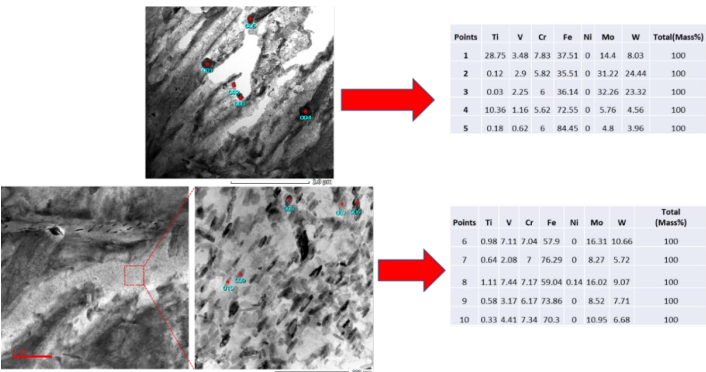 Points Ti V Cr Fe Ni Mo W Total(Mass%)
1 28.75 3.48 7.83 37.51 0 14.4 8.03 100
2 0.12 2.9 5.82 35.51 0 31.22 24.44 100
3 0.03 2.25 6 36.14 0 32.26 23.32 100
4 10.36 1.16 5.62 72.55 0 5.76 4.56 100
5 0.18 0.62 6 84.45 0 4.8 3.96 100
004
Points Ti V Cr Fe Ni Mo W Total (Mass%)
6 0.98 7.11 7.04 57.9 0 16.31 10.66 100
7 0.64 2.08 7 76.29 0 8.27 5.72 100
8 1.11 7.44 7.17 59.04 0.14 16.02 9.07 100
9 0.58 3.17 6.17 73.86 0 8.52 7.71 100
10 0.33 4.41 7.34 70.3 0 10.95 6.68 100
010